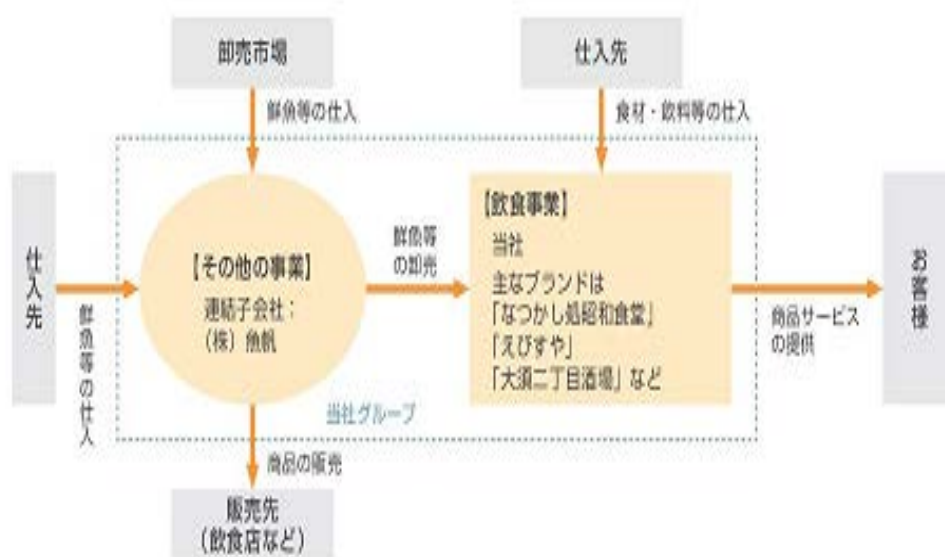 卸売市場
仕入先
鮮魚等の仕入
食材・飲料等の仕入
仕入先
鮮魚等の仕入
【その他の事業】
連結子会社：
（株）魚帆
鮮魚等
の卸売
【飲食事業】
当社
主なブランドは
「なつかし処昭和食堂」
「えびすや」
「大須二丁目酒場」など
商品サービス
の提供
お客様
当社グループ
商品の販売
販売先
（飲食店など）